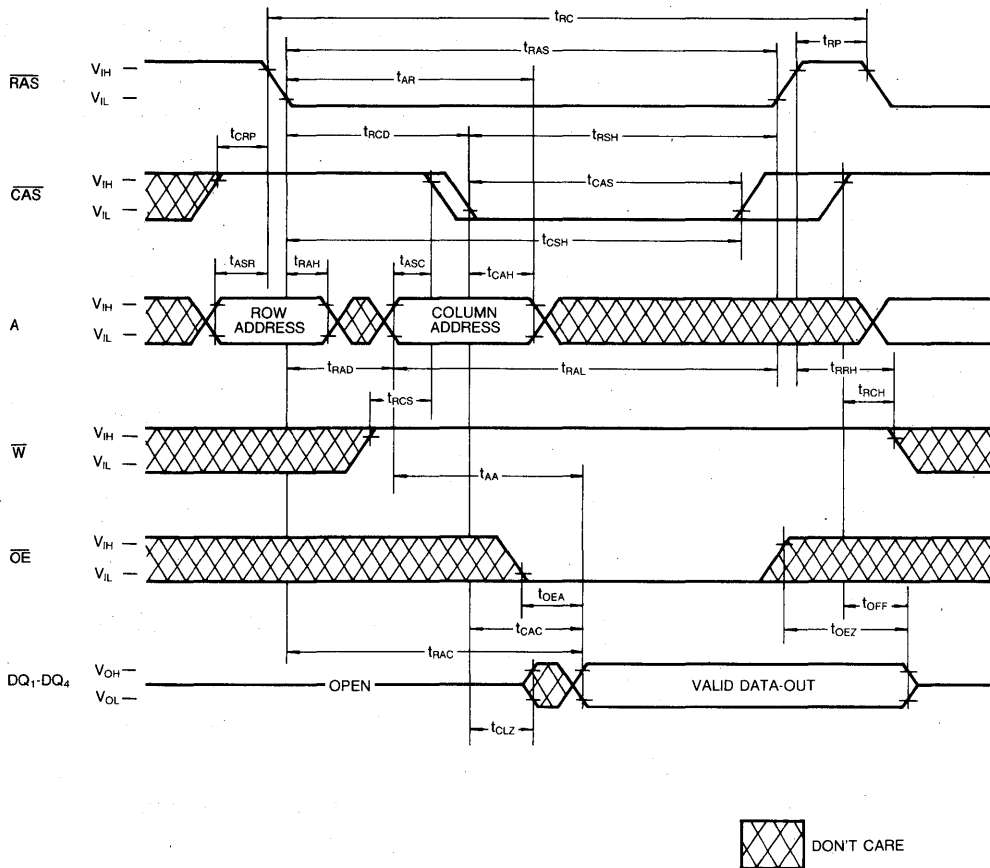 tRC
tRAS
tRP
tAR
RAS
VIH
VIL
tCRP
tRCD
tRSH
CAS
VIH
VIL
tCAS
tCSH
tASR
tRAH
tASC
tCAH
A
VIH
VIL
ROW
ADDRESS
COLUMN
ADDRESS
tRAD
tRAL
tRRH
tRCS
tRCH
W
VIH
VIL
tAA
OE
VIH
VIL
tOEA
tOFF
tCAC
tOEZ
tRAC
DQ1-DQ4
VOH
VOL
OPEN
VALID DATA-OUT
tCLZ
DON'T CARE